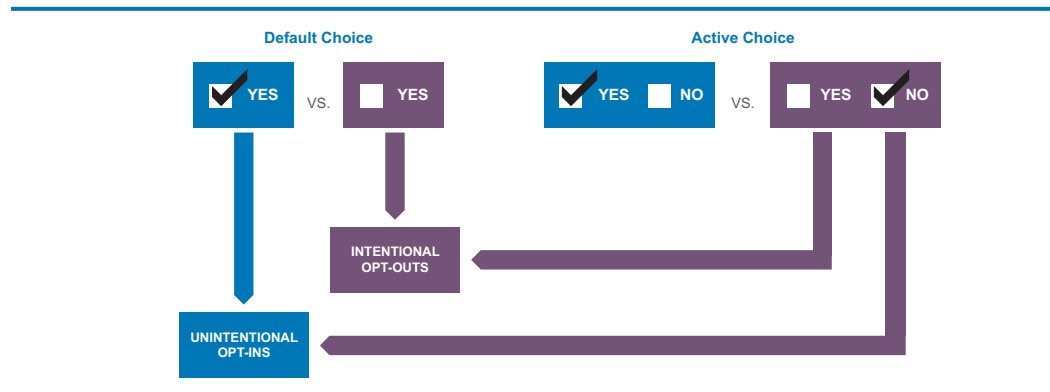 Default Choice
Active Choice
YES
VS.
YES
YES NO
VS.
YES NO
INTENTIONAL
OPT-OUTS
UNINTENTIONAL
OPT-INS